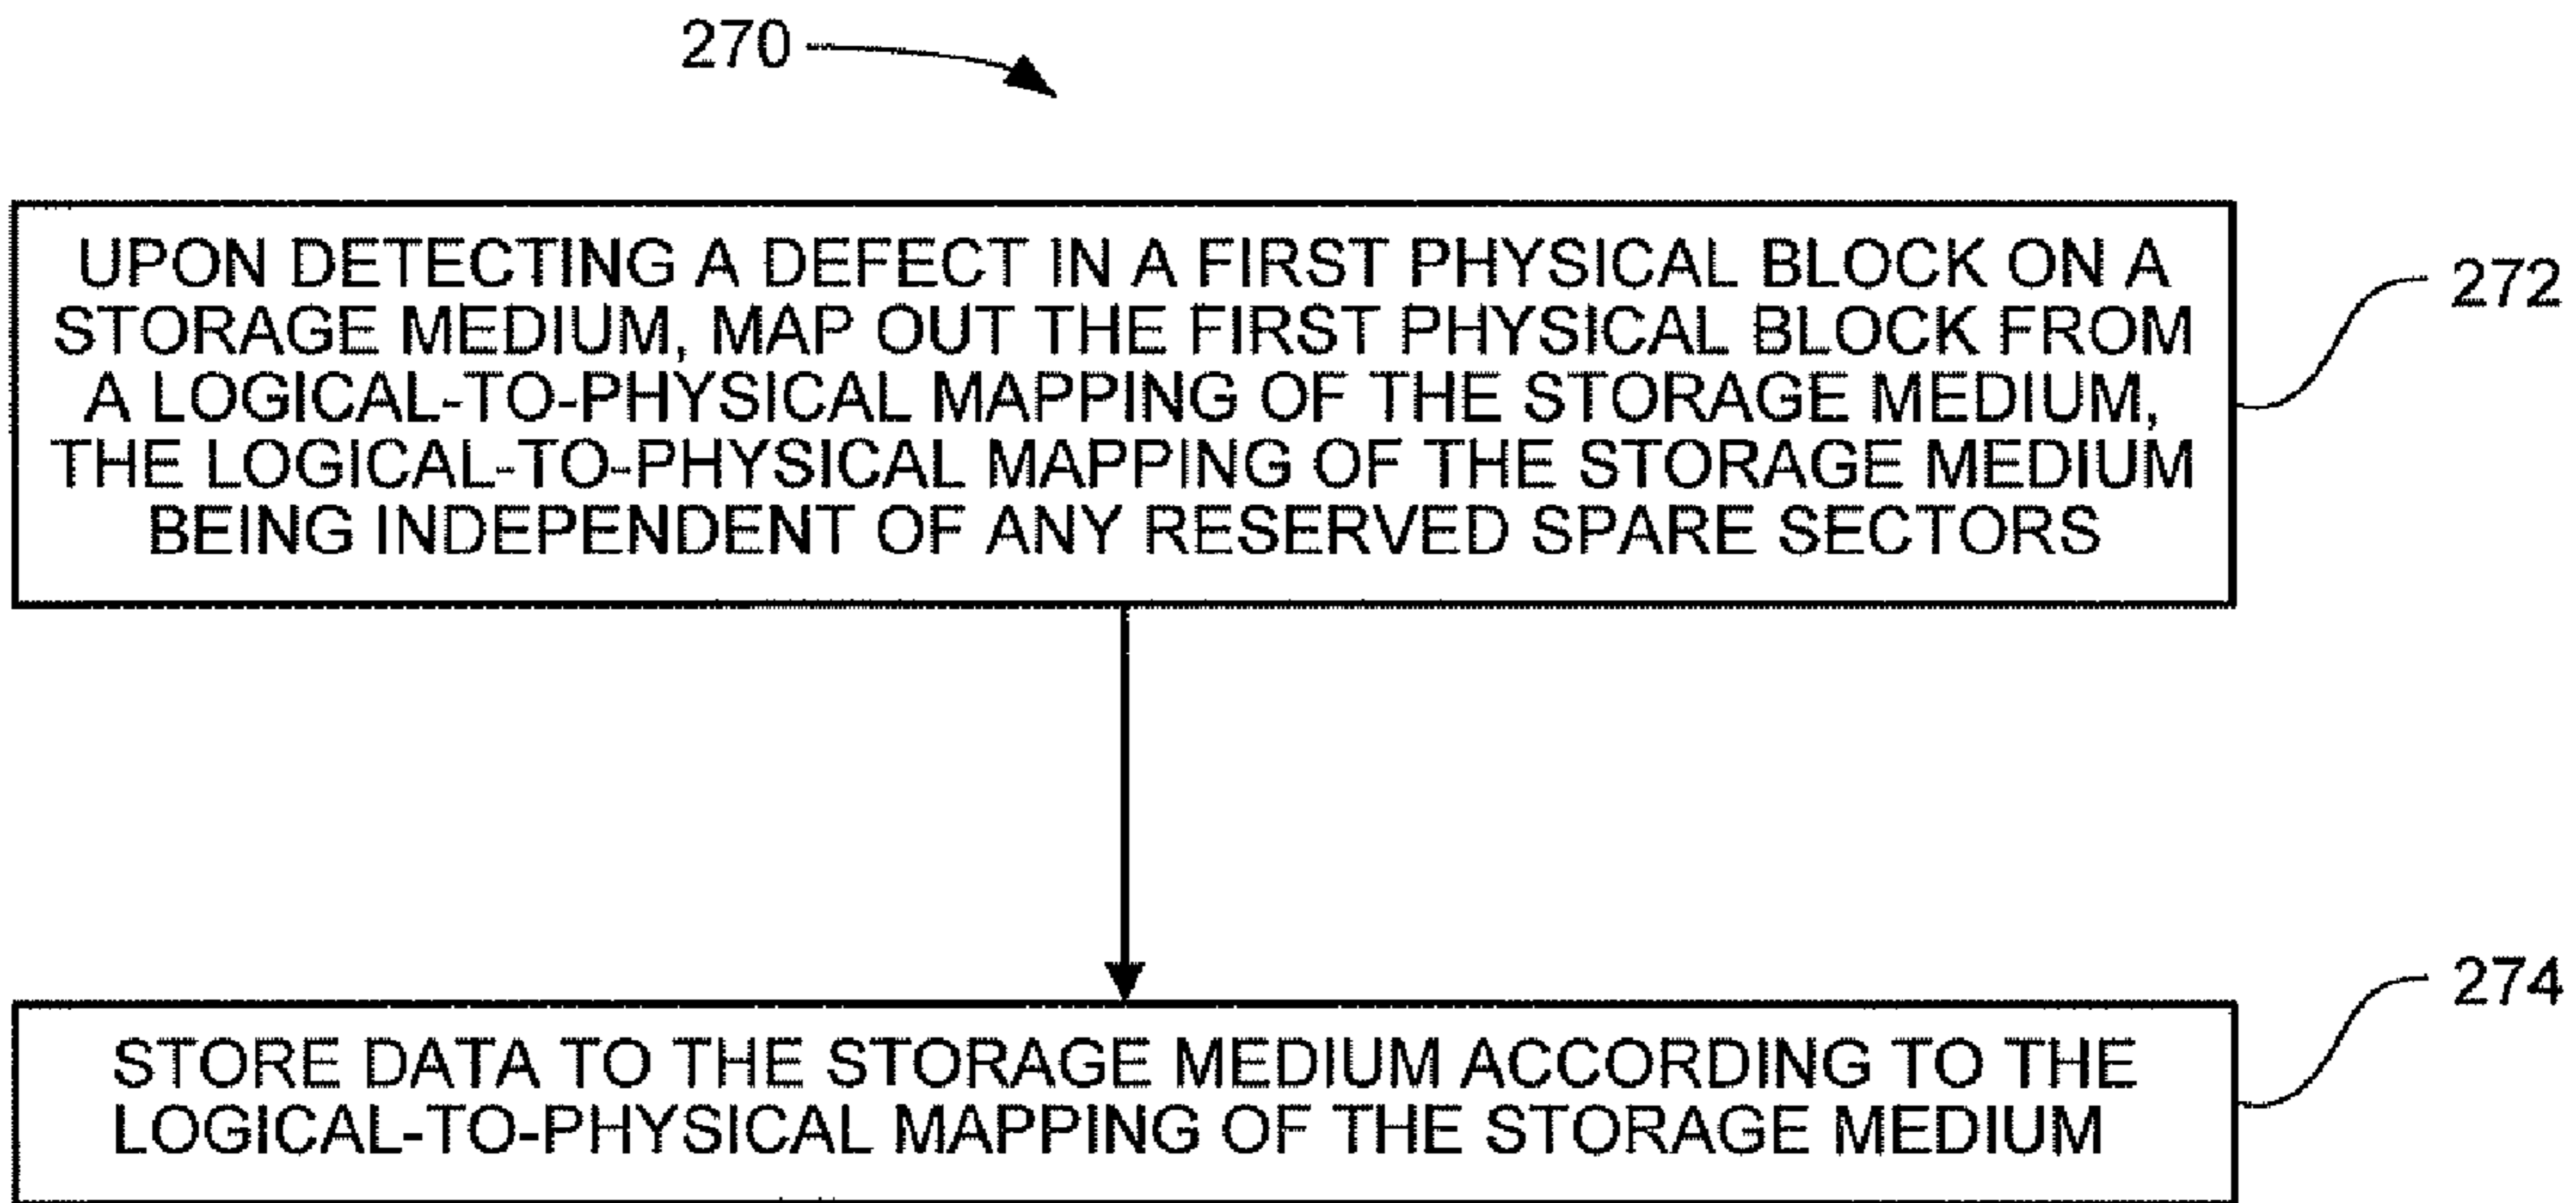 270
UPON DETECTING A DEFECT IN A FIRST PHYSICAL BLOCK ON A
STORAGE MEDIUM, MAP OUT THE FIRST PHYSICAL BLOCK FROM
A LOGICAL-TO-PHYSICAL MAPPING OF THE STORAGE MEDIUM,
THE LOGICAL-TO-PHYSICAL MAPPING OF THE STORAGE MEDIUM
BEING INDEPENDENT OF ANY RESERVED SPARE SECTORS
272
STORE DATA TO THE STORAGE MEDIUM ACCORDING TO THE
LOGICAL-TO-PHYSICAL MAPPING OF THE STORAGE MEDIUM
274